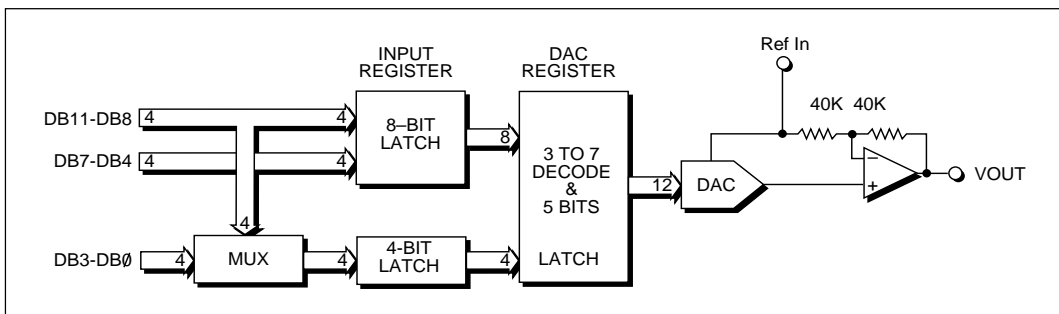 INPUT
REGISTER
DAC
REGISTER
Ref In
40K 40K
DB11-DB8
4
4
8–BIT
LATCH
8
DB7-DB4
4
4
3 TO 7
DECODE
&
5 BITS
12
DAC
–
+
VOUT
4
DB3-DBØ
4
MUX
4
4-BIT
LATCH
4
LATCH